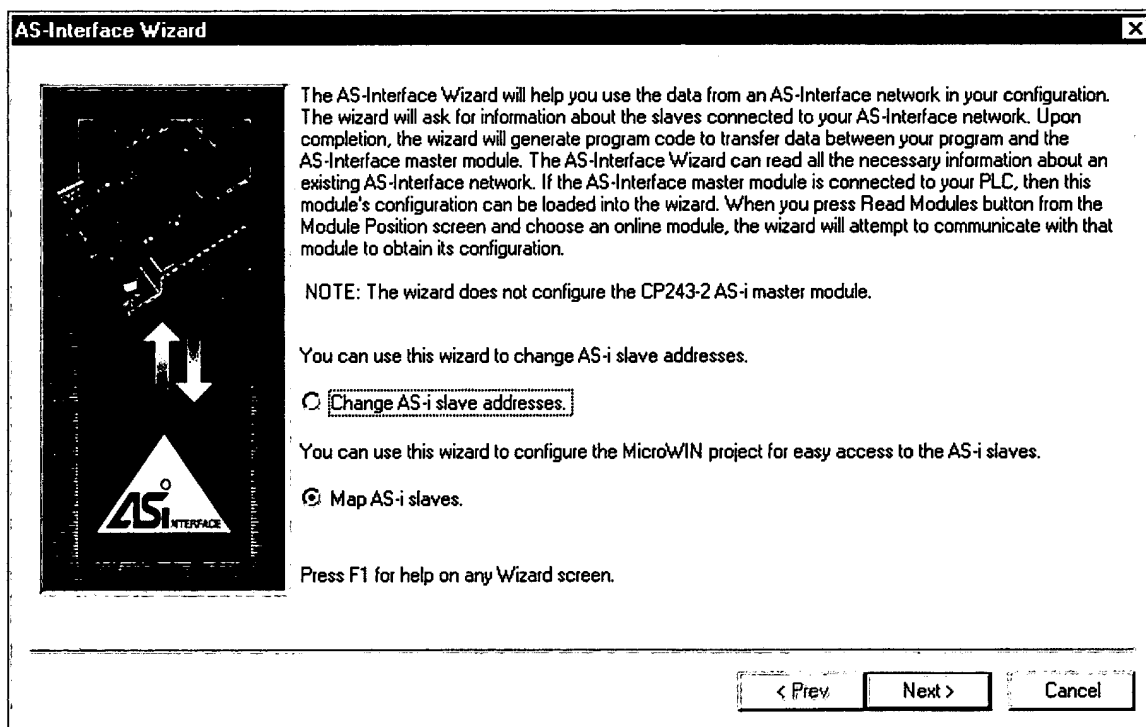 AS-Interface Wizard
The AS-Interface Wizard will help you use the data from an AS-Interface network in your configuration.
The wizard will ask for information about the slaves connected to your AS-Interface network. Upon
completion, the wizard will generate program code to transfer data between your program and the
AS-Interface master module. The AS-Interface Wizard can read all the necessary information about an
existing AS-Interface network. If the AS-Interface master module is connected to your PLC, then this
module's configuration can be loaded into the wizard. When you press Read Modules button from the
Module Position screen and choose an online module, the wizard will attempt to communicate with that
module to obtain its configuration.
NOTE: The wizard does not configure the CP243-2 AS-i master module.
You can use this wizard to change AS-i slave addresses.
Change AS-i slave addresses.
You can use this wizard to configure the MicroWIN project for easy access to the AS-i slaves.
Map AS-i slaves.
ASi INTERFACE
Press F1 for help on any Wizard screen.
< Prev Next > Cancel